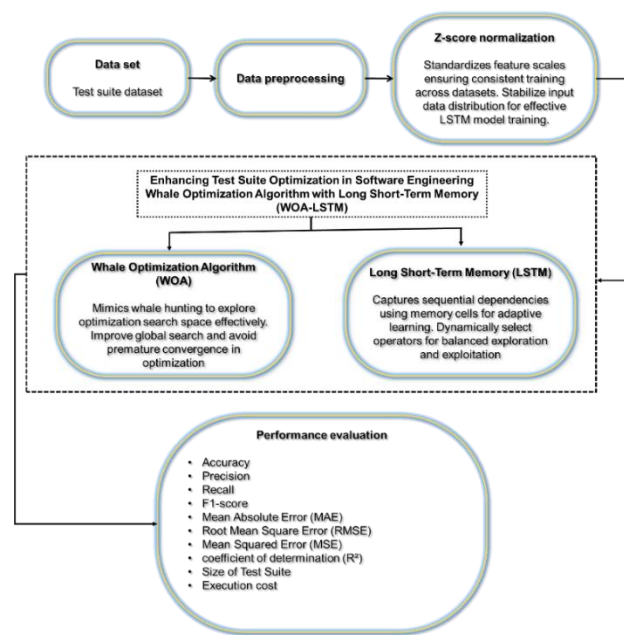 Data set
Test suite dataset
Data preprocessing
Z-score normalization
Standardizes feature scales
ensuring consistent training
across datasets. Stabilize input
data distribution for effective
LSTM model training.
Enhancing Test Suite Optimization in Software Engineering
Whale Optimization Algorithm with Long Short-Term Memory
(WOA-LSTM)
Whale Optimization Algorithm
(WOA)
Mimics whale hunting to explore
optimization search space effectively.
Improve global search and avoid
premature convergence in
optimization
Long Short-Term Memory (LSTM)
Captures sequential dependencies
using memory cells for adaptive
learning. Dynamically select
operators for balanced exploration
and exploitation
Performance evaluation
• Accuracy
• Precision
• Recall
• F1-score
• Mean Absolute Error (MAE)
• Root Mean Square Error (RMSE)
• Mean Squared Error (MSE)
• coefficient of determination (R²)
• Size of Test Suite
• Execution cost